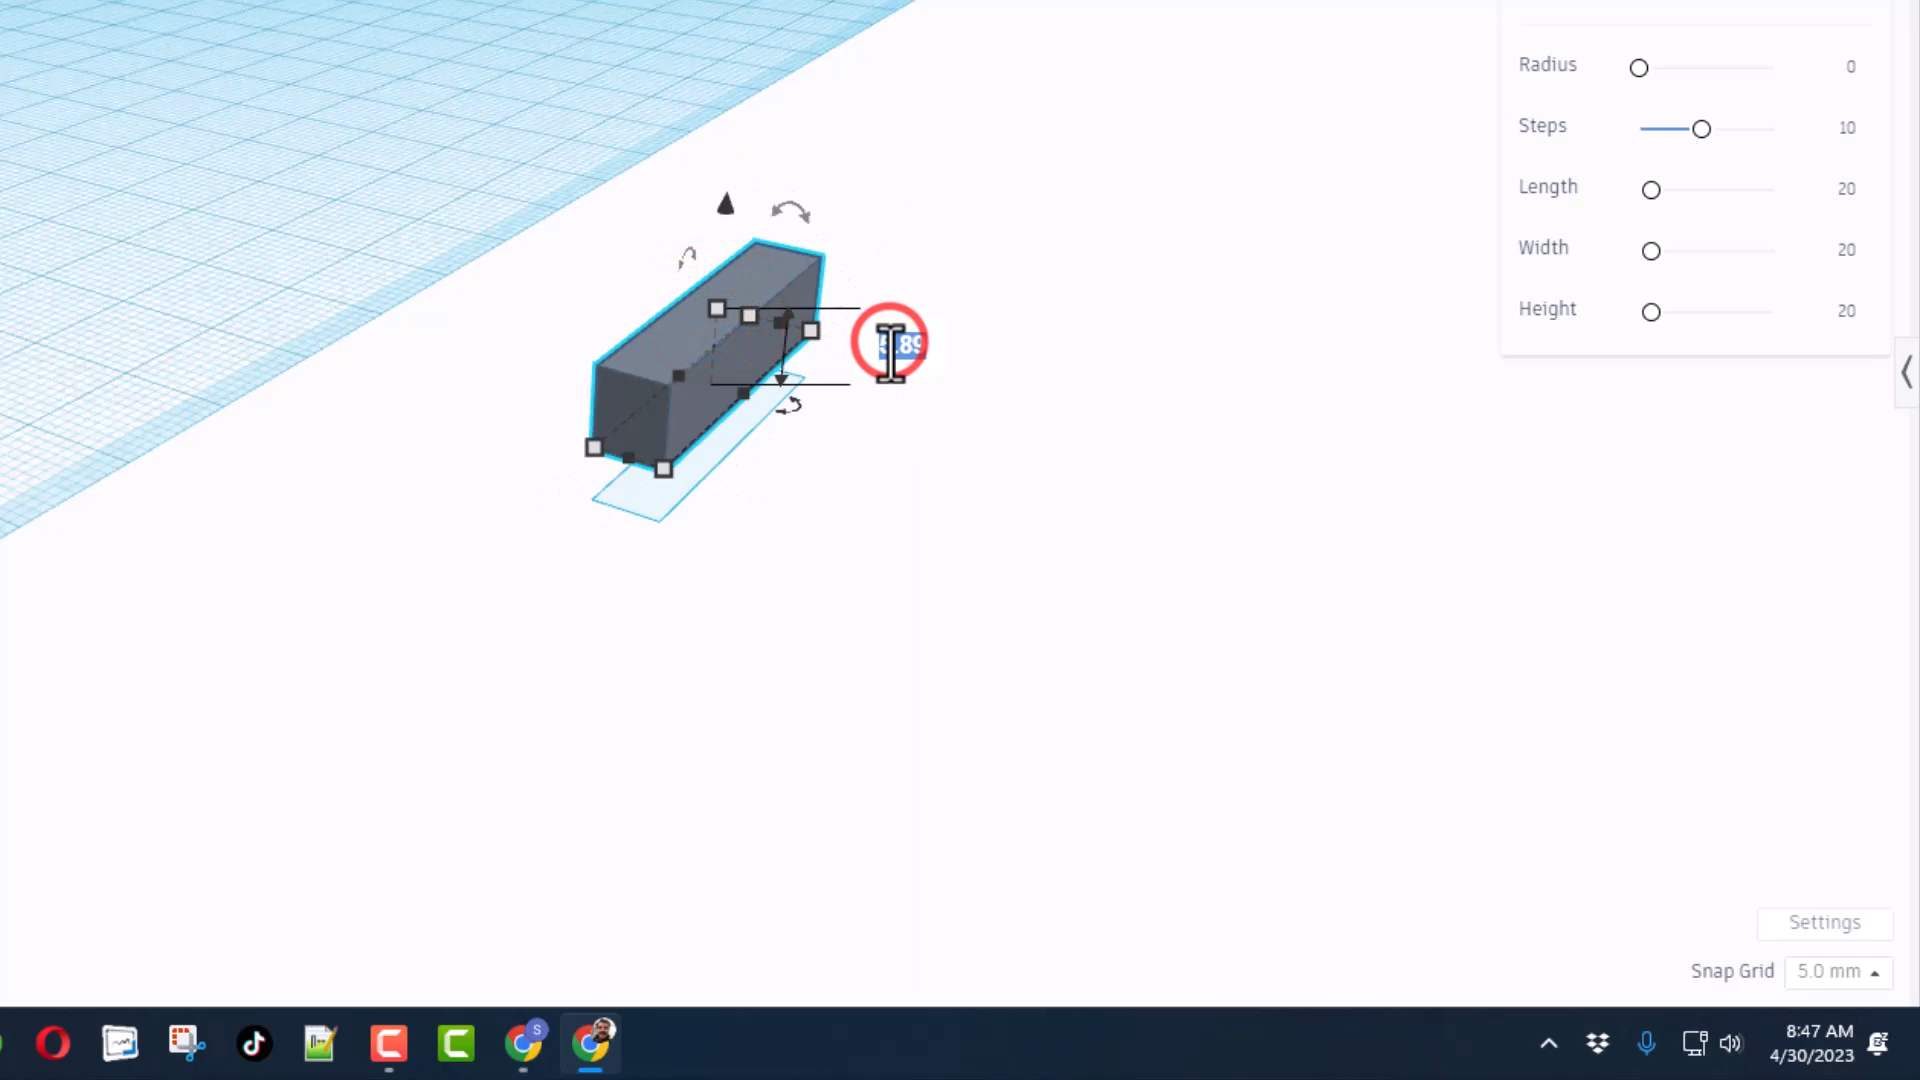 Radius 0
Steps 10
Length 20
Width 20
Height 20
Settings
Snap Grid 5.0 mm
S
8:47 AM
4/30/2023